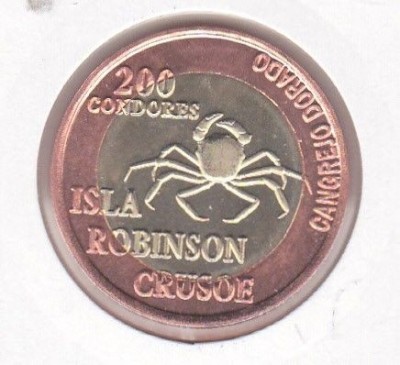 200
CONDORES
CANGREJO DORADO
ISLA
ROBINSON
CRUSOE